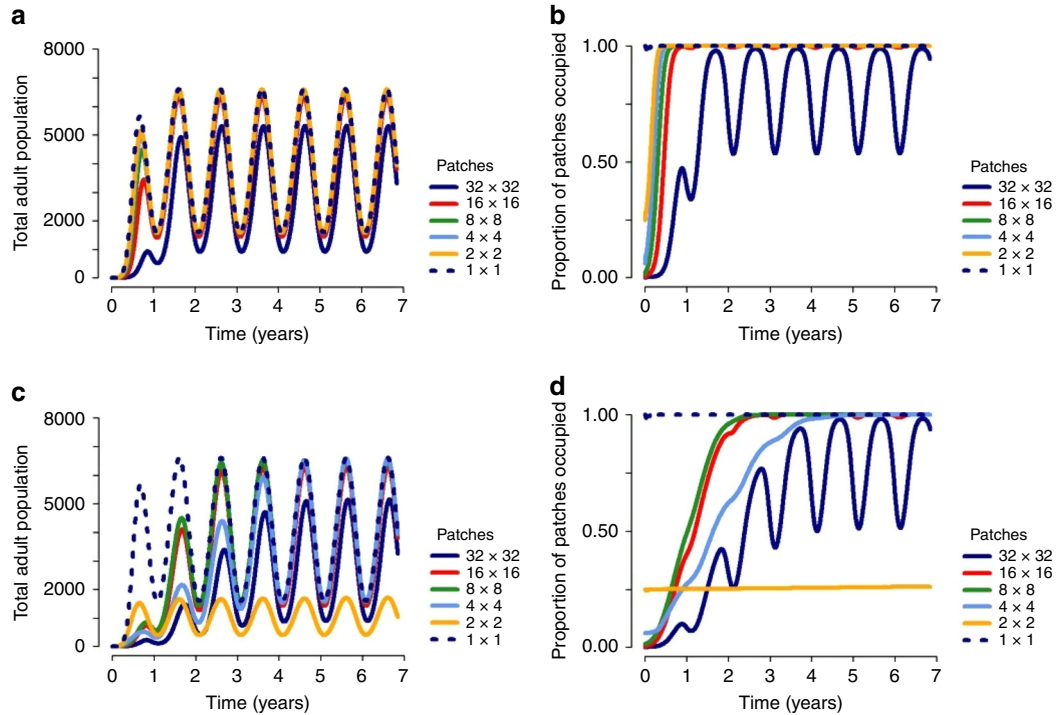 a
8000
5000
2000
0
Total adult population
0 1 2 3 4 5 6 7
Time (years)
Patches
32 × 32
16 × 16
8 × 8
4 × 4
2 × 2
1 × 1
b
1.00
0.50
0.00
Proportion of patches occupied
0 1 2 3 4 5 6 7
Time (years)
Patches
32 × 32
16 × 16
8 × 8
4 × 4
2 × 2
1 × 1
c
8000
5000
2000
0
Total adult population
0 1 2 3 4 5 6 7
Time (years)
Patches
32 × 32
16 × 16
8 × 8
4 × 4
2 × 2
1 × 1
d
1.00
0.50
0.00
Proportion of patches occupied
0 1 2 3 4 5 6 7
Time (years)
Patches
32 × 32
16 × 16
8 × 8
4 × 4
2 × 2
1 × 1